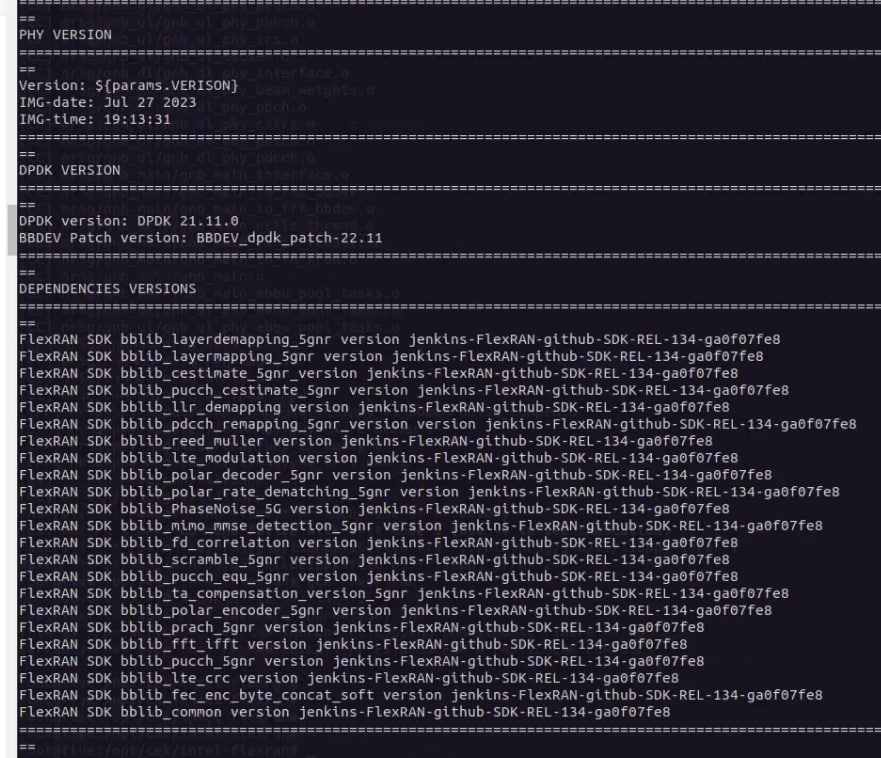 ================================================================================
==
PHY VERSION
================================================================================
==
Version: ${params.VERISON}
IMG-date: Jul 27 2023
IMG-time: 19:13:31
================================================================================
==
DPDK VERSION
================================================================================
==
DPDK version: DPDK 21.11.0
BBDEV Patch version: BBDEV_dpdk_patch-22.11
================================================================================
==
DEPENDENCIES VERSIONS
================================================================================
==
FlexRAN SDK bblib_layerdemapping_5gnr version jenkins-FlexRAN-github-SDK-REL-134-ga0f07fe8
FlexRAN SDK bblib_layermapping_5gnr version jenkins-FlexRAN-github-SDK-REL-134-ga0f07fe8
FlexRAN SDK bblib_cestimate_5gnr_version jenkins-FlexRAN-github-SDK-REL-134-ga0f07fe8
FlexRAN SDK bblib_pucch_cestimate_5gnr version jenkins-FlexRAN-github-SDK-REL-134-ga0f07fe8
FlexRAN SDK bblib_llr_demapping version jenkins-FlexRAN-github-SDK-REL-134-ga0f07fe8
FlexRAN SDK bblib_pdcch_remapping_5gnr_version version jenkins-FlexRAN-github-SDK-REL-134-ga0f07fe8
FlexRAN SDK bblib_reed_muller version jenkins-FlexRAN-github-SDK-REL-134-ga0f07fe8
FlexRAN SDK bblib_lte_modulation version jenkins-FlexRAN-github-SDK-REL-134-ga0f07fe8
FlexRAN SDK bblib_polar_decoder_5gnr version jenkins-FlexRAN-github-SDK-REL-134-ga0f07fe8
FlexRAN SDK bblib_polar_rate_dematching_5gnr version jenkins-FlexRAN-github-SDK-REL-134-ga0f07fe8
FlexRAN SDK bblib_PhaseNoise_5G version jenkins-FlexRAN-github-SDK-REL-134-ga0f07fe8
FlexRAN SDK bblib_mimo_mmse_detection_5gnr version jenkins-FlexRAN-github-SDK-REL-134-ga0f07fe8
FlexRAN SDK bblib_fd_correlation version jenkins-FlexRAN-github-SDK-REL-134-ga0f07fe8
FlexRAN SDK bblib_scramble_5gnr version jenkins-FlexRAN-github-SDK-REL-134-ga0f07fe8
FlexRAN SDK bblib_pucch_equ_5gnr version jenkins-FlexRAN-github-SDK-REL-134-ga0f07fe8
FlexRAN SDK bblib_ta_compensation_version_5gnr version jenkins-FlexRAN-github-SDK-REL-134-ga0f07fe8
FlexRAN SDK bblib_polar_encoder_5gnr version jenkins-FlexRAN-github-SDK-REL-134-ga0f07fe8
FlexRAN SDK bblib_prach_5gnr version jenkins-FlexRAN-github-SDK-REL-134-ga0f07fe8
FlexRAN SDK bblib_fft_ifft version jenkins-FlexRAN-github-SDK-REL-134-ga0f07fe8
FlexRAN SDK bblib_pucch_5gnr version jenkins-FlexRAN-github-SDK-REL-134-ga0f07fe8
FlexRAN SDK bblib_lte_crc version jenkins-FlexRAN-github-SDK-REL-134-ga0f07fe8
FlexRAN SDK bblib_fec_enc_byte_concat_soft version jenkins-FlexRAN-github-SDK-REL-134-ga0f07fe8
FlexRAN SDK bblib_common version jenkins-FlexRAN-github-SDK-REL-134-ga0f07fe8
================================================================================
==